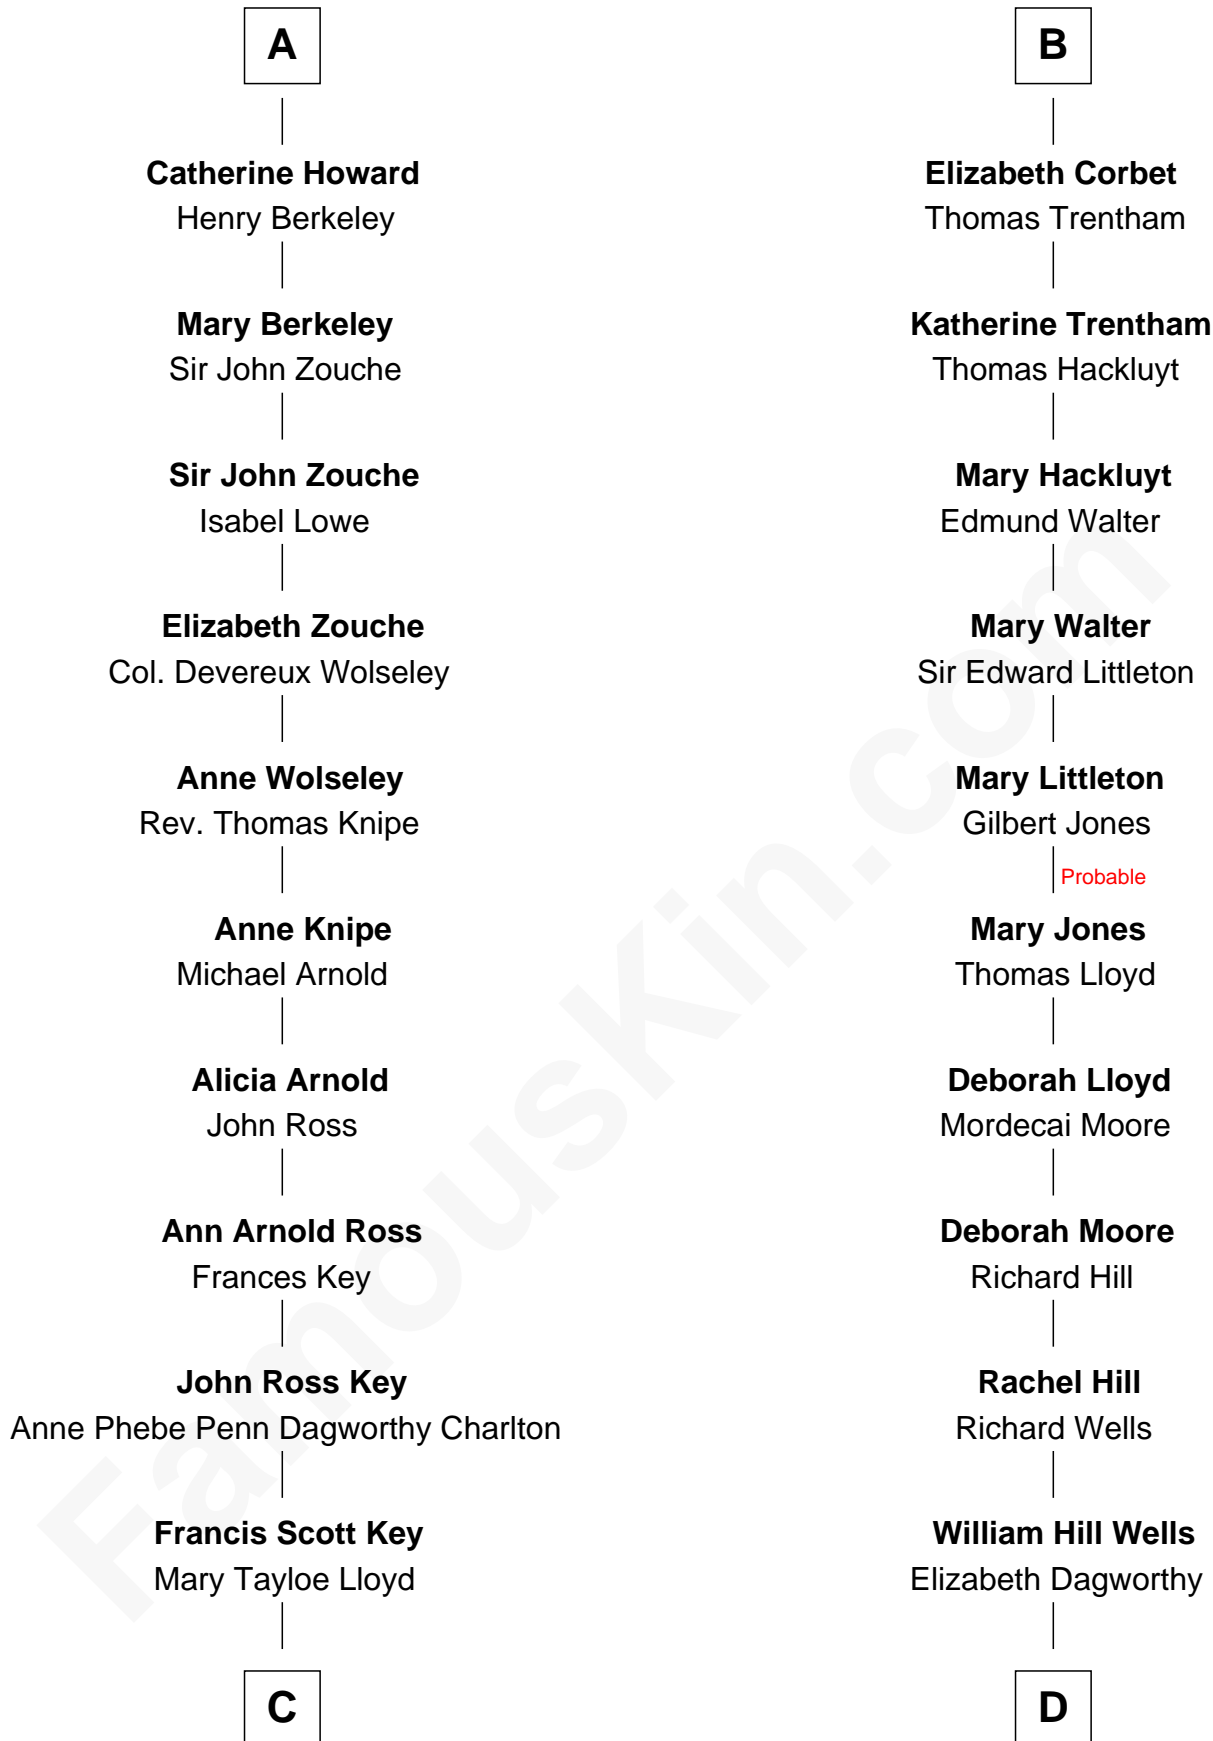 A
Catherine Howard
Henry Berkeley
Mary Berkeley
Sir John Zouche
Sir John Zouche
Isabel Lowe
Elizabeth Zouche
Col. Devereux Wolseley
Anne Wolseley
Rev. Thomas Knipe
Anne Knipe
Michael Arnold
Alicia Arnold
John Ross
Ann Arnold Ross
Frances Key
John Ross Key
Anne Phebe Penn Dagworthy Charlton
Francis Scott Key
Mary Tayloe Lloyd
C
B
Elizabeth Corbet
Thomas Trentham
Katherine Trentham
Thomas Hackluyt
Mary Hackluyt
Edmund Walter
Mary Walter
Sir Edward Littleton
Mary Littleton
Gilbert Jones
Probable
Mary Jones
Thomas Lloyd
Deborah Lloyd
Mordecai Moore
Deborah Moore
Richard Hill
Rachel Hill
Richard Wells
William Hill Wells
Elizabeth Dagworthy
D
FamousKin.com